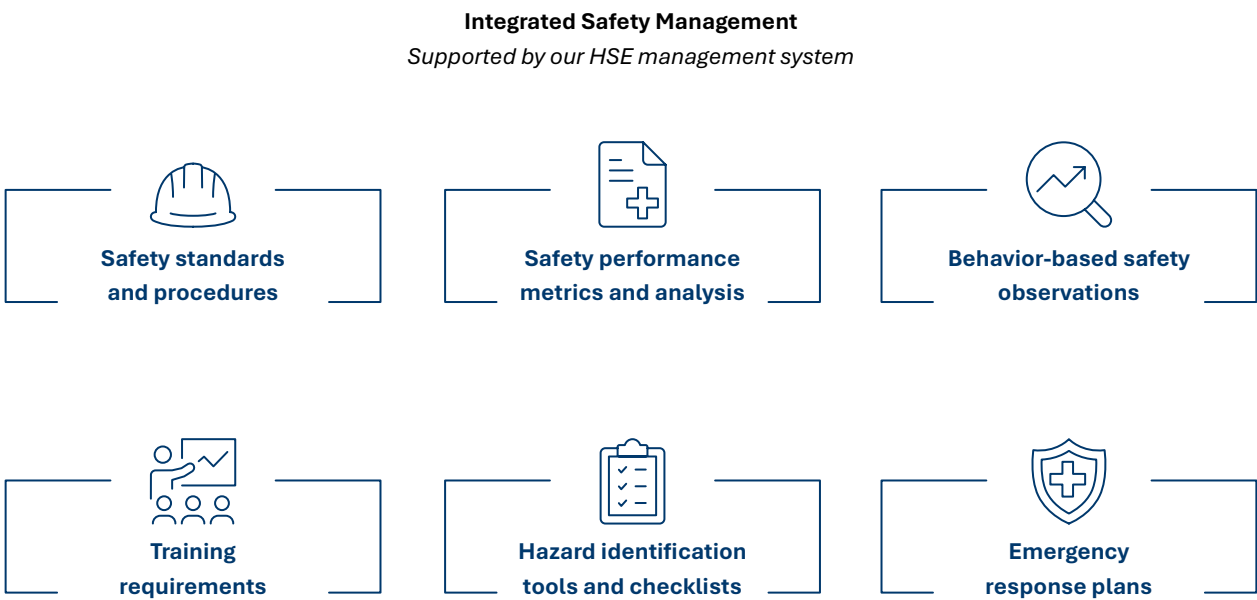 Integrated Safety Management
Supported by our HSE management system
Safety standards
and procedures
Safety performance
metrics and analysis
Behavior-based safety
observations
Training
requirements
Hazard identification
tools and checklists
Emergency
response plans